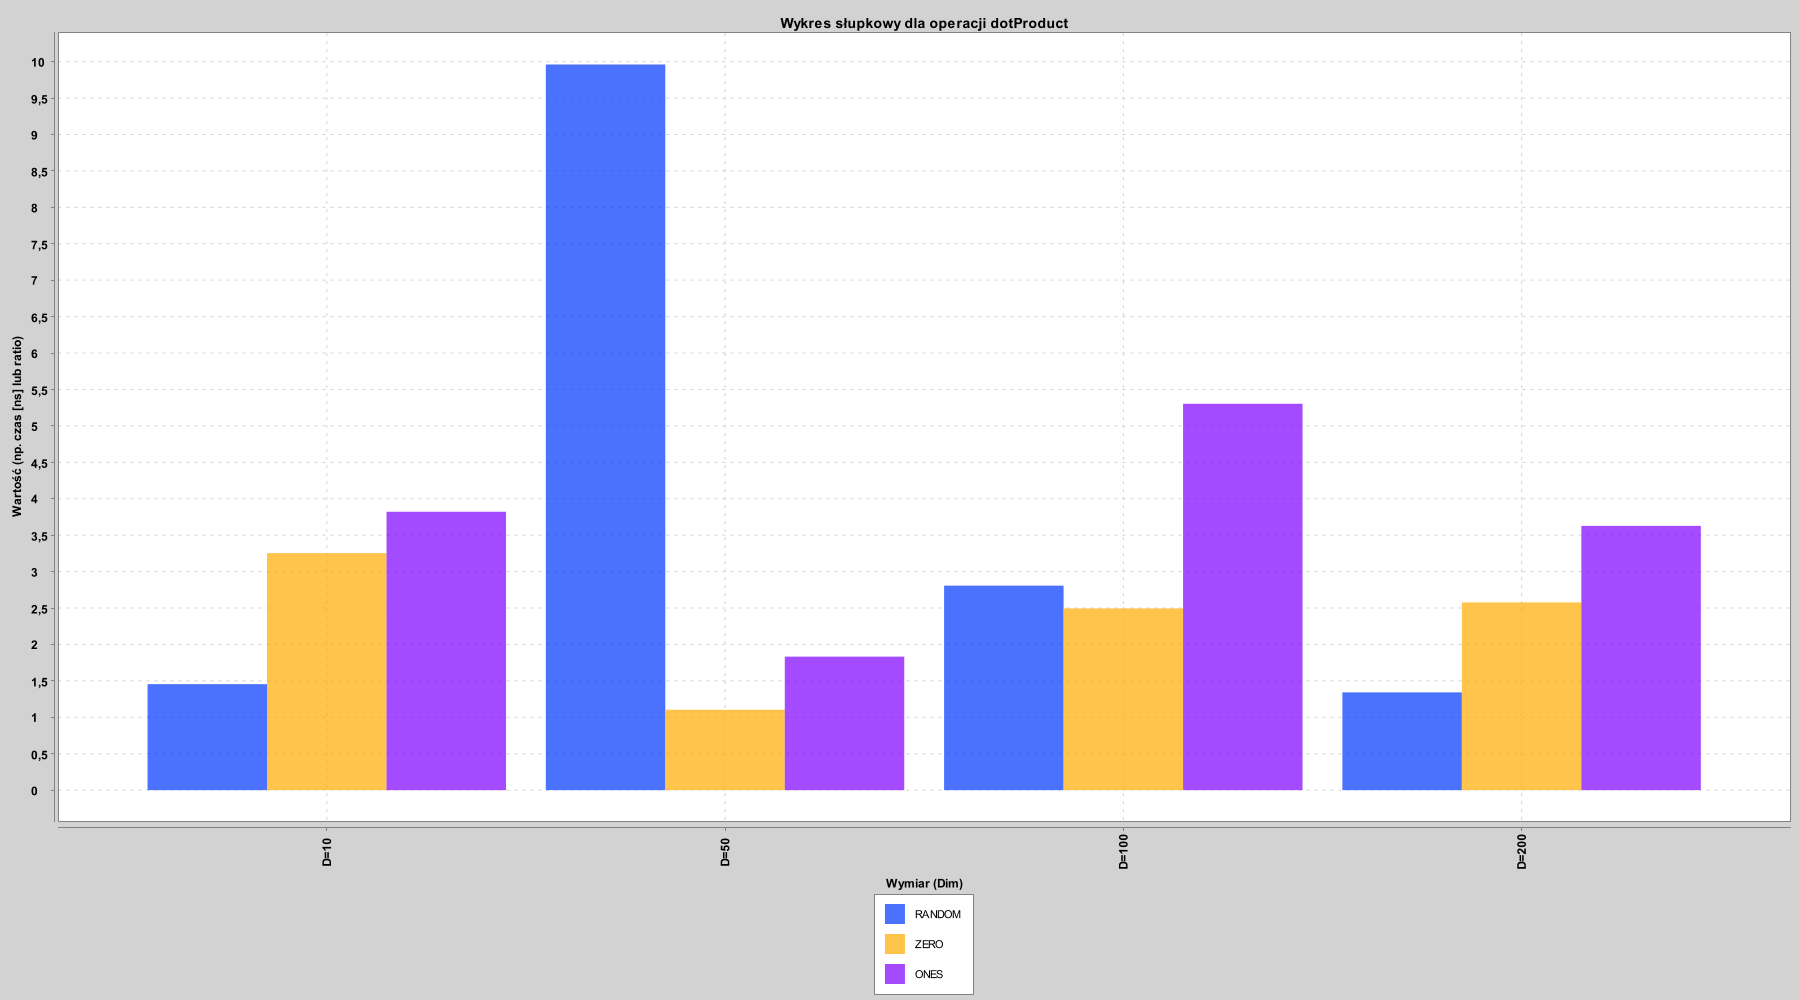 Wykres słupkowy dla operacji dotProduct
Wartość (np. czas [ns] lub ratio)
10
9,5
9
8,5
8
7,5
7
6,5
6
5,5
5
4,5
4
3,5
3
2,5
2
1,5
1
0,5
0
D=10
D=50
D=100
D=200
Wymiar (Dim)
RANDOM
ZERO
ONES